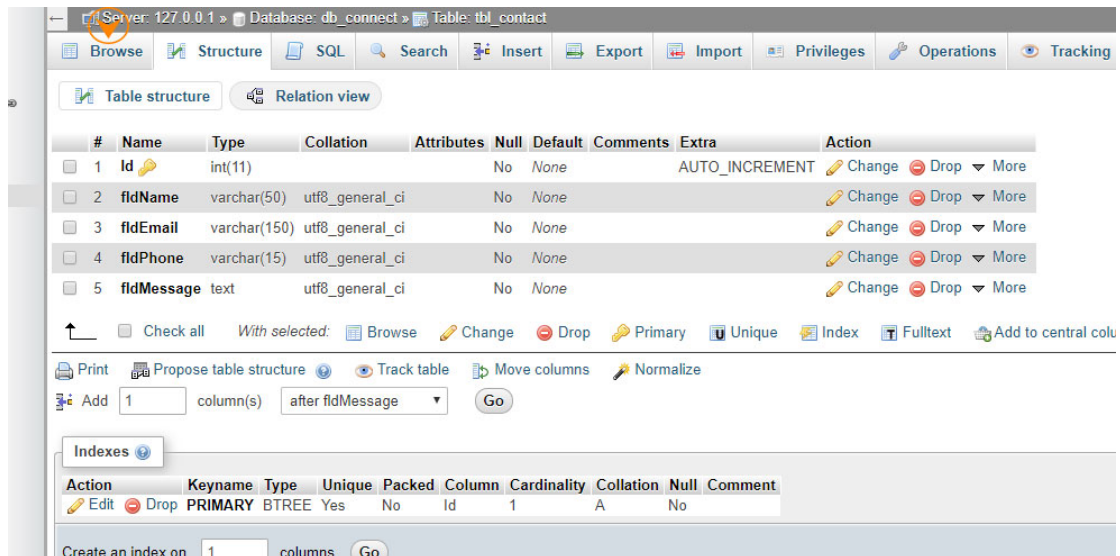 Server: 127.0.0.1 » Database: db_connect » Table: tbl_contact
Browse Structure SQL Search Insert Export Import Privileges Operations Tracking
Table structure Relation view
# Name Type Collation Attributes Null Default Comments Extra Action
1 Id int(11) No None AUTO_INCREMENT Change Drop More
2 fldName varchar(50) utf8_general_ci No None Change Drop More
3 fldEmail varchar(150) utf8_general_ci No None Change Drop More
4 fldPhone varchar(15) utf8_general_ci No None Change Drop More
5 fldMessage text utf8_general_ci No None Change Drop More
Check all With selected: Browse Change Drop Primary Unique Index Fulltext Add to central colu
Print Propose table structure Track table Move columns Normalize
Add 1 column(s) after fldMessage Go
Indexes
Action Keyname Type Unique Packed Column Cardinality Collation Null Comment
Edit Drop PRIMARY BTREE Yes No Id 1 A No
Create an index on 1 columns Go